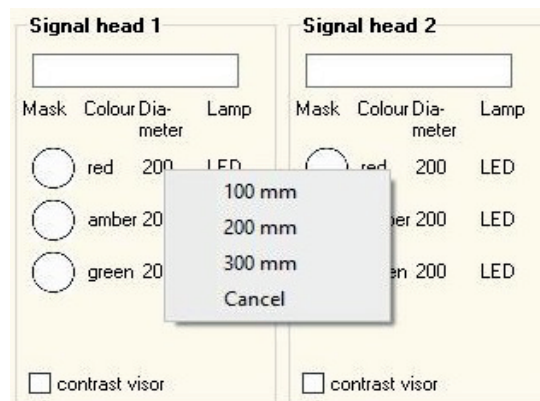 Signal head 1
Signal head 2
Mask Colour Dia-meter Lamp
Mask Colour Dia-meter Lamp
red 200 LED
red 200 LED
amber 20
200 LED
green 20
200 LED
100 mm
200 mm
300 mm
Cancel
contrast visor
contrast visor